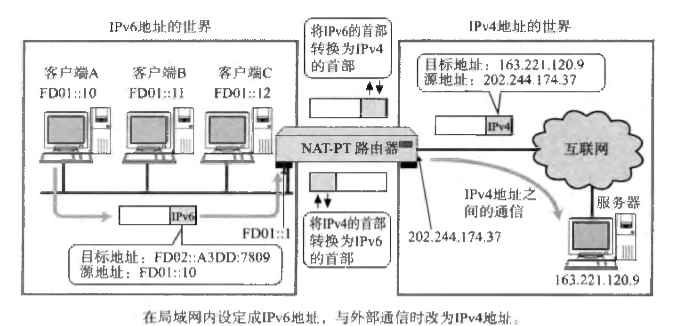 IPv6地址的世界
IPv4地址的世界
将IPv6的首部
转换为IPv4
的首部
目标地址：163.221.120.9
源地址：202.244.174.37
客户端A
FD01::10
客户端B
FD01::11
客户端C
FD01::12
IPv4
NAT-PT 路由器
互联网
IPv6
FD01::1
目标地址：FD02::A3DD:7809
源地址：FD01::10
将IPv4的首部
转换为IPv6
的首部
202.244.174.37
IPv4地址之
间的通信
服务器
163.221.120.9
在局域网内设定成IPv6地址，与外部通信时改为IPv4地址。